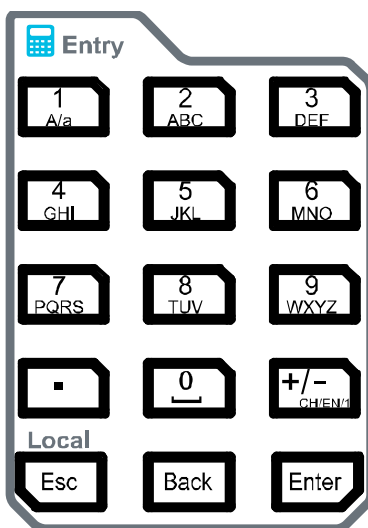 Entry
1 2 3
A/a ABC DEF
4 5 6
GHI JKL MNO
7 8 9
PQRS TUV WXYZ
. 0 +/-
CH/EN/1
Local
Esc Back Enter